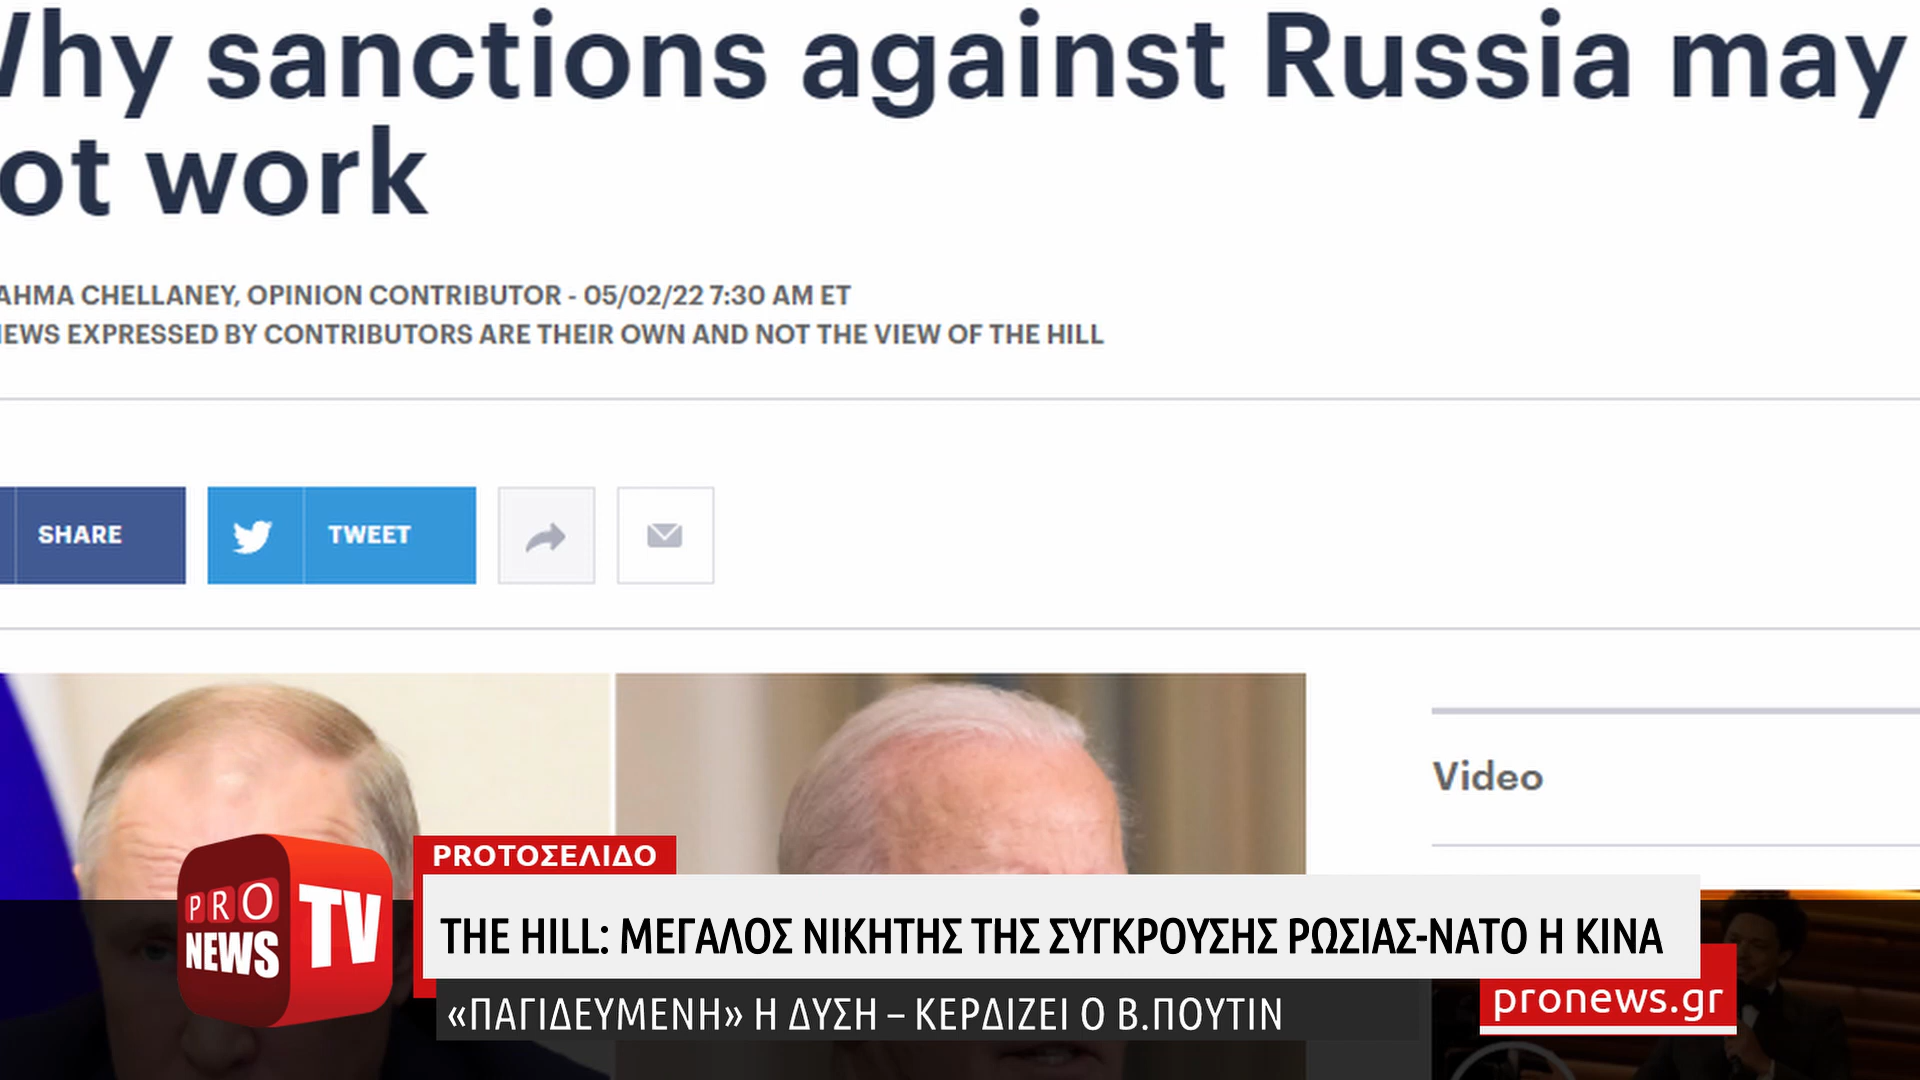 Why sanctions against Russia may
ot work
AHMA CHELLANEY, OPINION CONTRIBUTOR - 05/02/22 7:30 AM ET
IEWS EXPRESSED BY CONTRIBUTORS ARE THEIR OWN AND NOT THE VIEW OF THE HILL
SHARE
TWEET
Video
PRO
NEWS
TV
PROTOΣΕΛΙΔΟ
THE HILL: ΜΕΓΑΛΟΣ ΝΙΚΗΤΗΣ ΤΗΣ ΣΥΓΚΡΟΥΣΗΣ ΡΩΣΙΑΣ-ΝΑΤΟ Η ΚΙΝΑ
«ΠΑΓΙΔΕΥΜΕΝΗ» Η ΔΥΣΗ – ΚΕΡΔΙΖΕΙ Ο Β.ΠΟΥΤΙΝ
pronews.gr